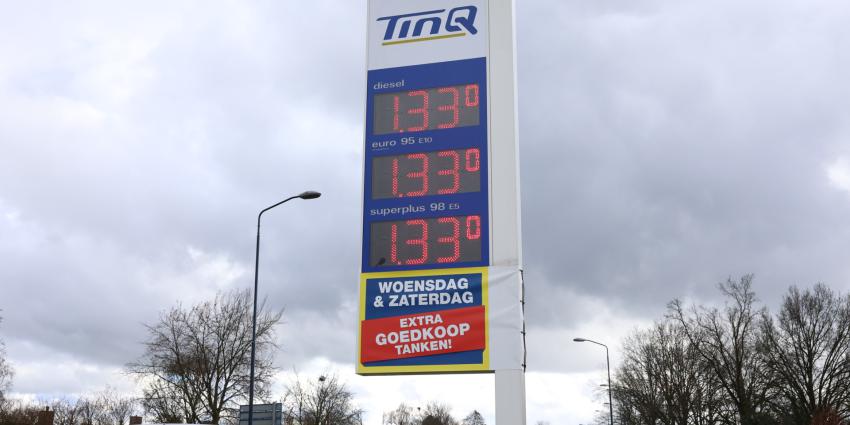 TinQ
diesel
1.33⁰
euro 95 E10
1.33⁰
superplus 98 E5
1.33⁰
WOENSDAG
& ZATERDAG
EXTRA
GOEDKOOP
TANKEN!